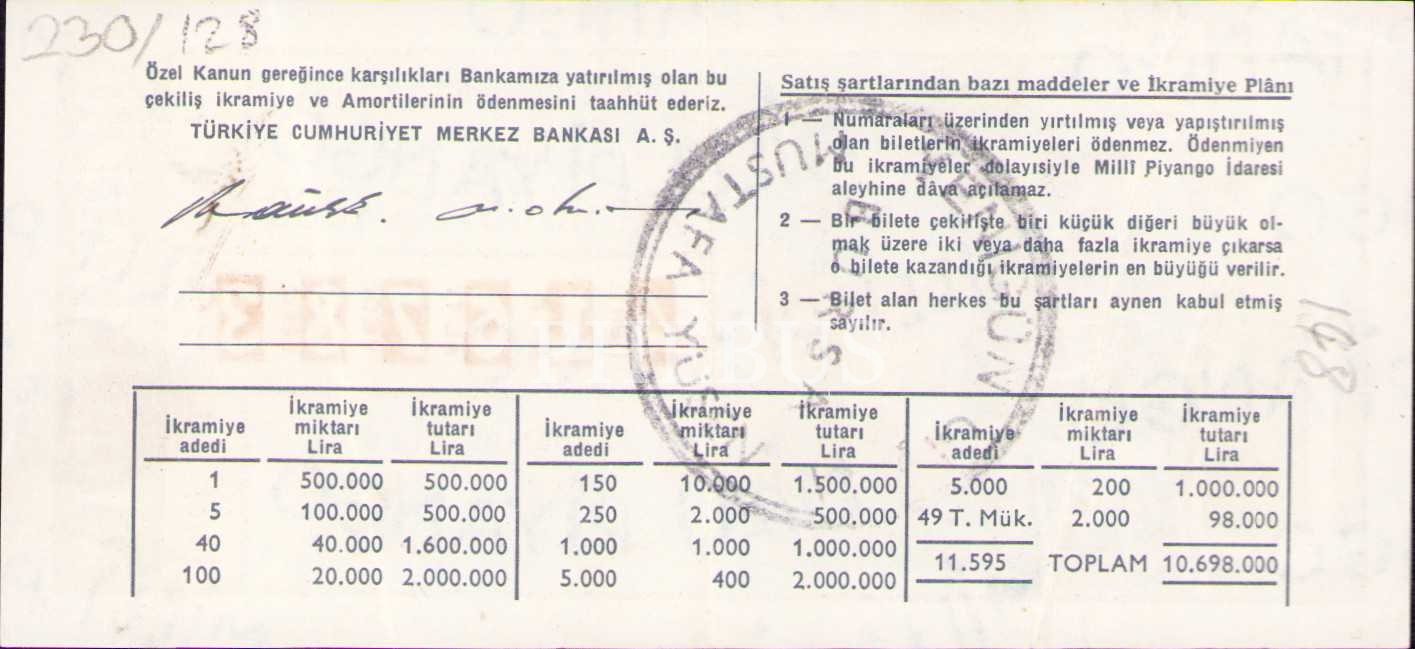 230/128
Özel Kanun gereğince karşılıkları Bankamıza yatırılmış olan bu
çekiliş ikramiye ve Amortilerinin ödenmesini taahhüt ederiz.
TÜRKİYE CUMHURİYET MERKEZ BANKASI A. Ş.
Satış şartlarından bazı maddeler ve İkramiye Plânı
1 — Numaraları üzerinden yırtılmış veya yapıştırılmış
olan biletlerin ikramiyeleri ödenmez. Ödenmiyen
bu ikramiyeler dolayısiyle Millî Piyango İdaresi
aleyhine dâva açılamaz.
2 — Bir bilete çekilişte biri küçük diğeri büyük ol-
mak üzere iki veya daha fazla ikramiye çıkarsa
o bilete kazandığı ikramiyelerin en büyüğü verilir.
3 — Bilet alan herkes bu şartları aynen kabul etmiş
sayılır.
MUSTAFA
BURSA
168
İkramiye adedi İkramiye miktarı Lira İkramiye tutarı Lira İkramiye adedi İkramiye miktarı Lira İkramiye tutarı Lira İkramiye adedi İkramiye miktarı Lira İkramiye tutarı Lira
1 500.000 500.000 150 10.000 1.500.000 5.000 200 1.000.000
5 100.000 500.000 250 2.000 500.000 49 T. Mük. 2.000 98.000
40 40.000 1.600.000 1.000 1.000 1.000.000 11.595 TOPLAM 10.698.000
100 20.000 2.000.000 5.000 400 2.000.000